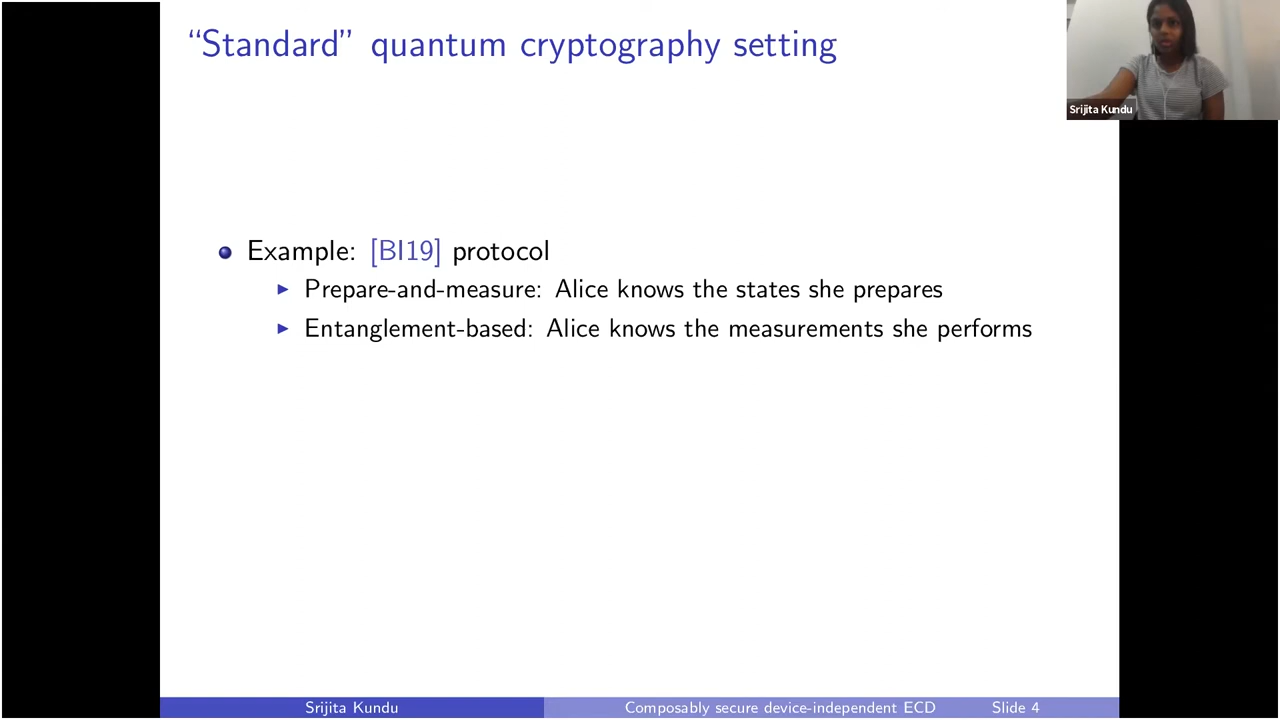 “Standard” quantum cryptography setting
Srijita Kundu
Example: [BI19] protocol
Prepare-and-measure: Alice knows the states she prepares
Entanglement-based: Alice knows the measurements she performs
Srijita Kundu
Composably secure device-independent ECD
Slide 4